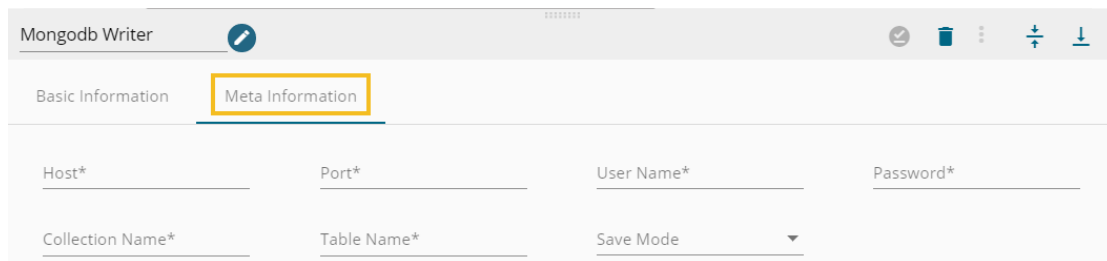 Mongodb Writer
Basic Information Meta Information
Host* Port* User Name* Password*
Collection Name* Table Name* Save Mode